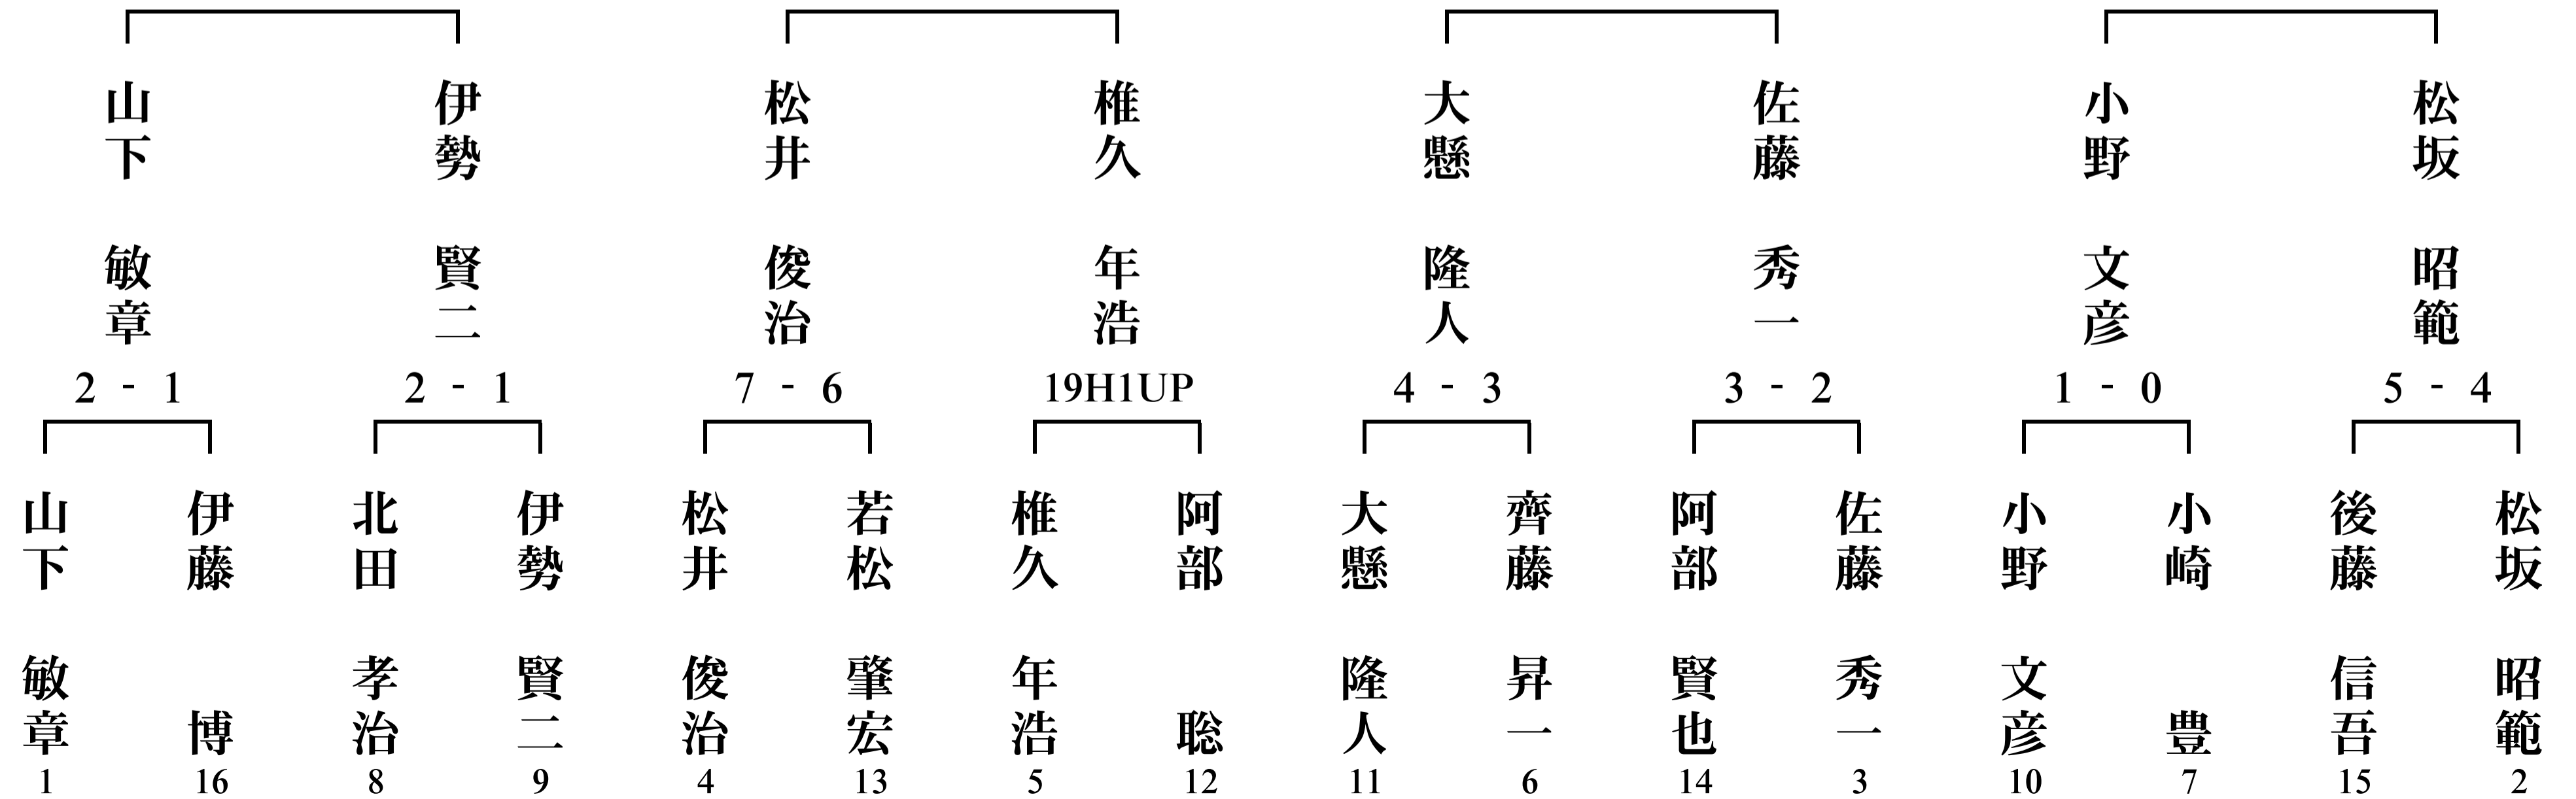 山下 敏章
伊勢 賢二
松井 俊治
椎久 年浩
大懸 隆人
佐藤 秀一
小野 文彦
松坂 昭範
2 - 1
2 - 1
7 - 6
19H1UP
4 - 3
3 - 2
1 - 0
5 - 4
山下 敏章
伊藤 博
北田 孝治
伊勢 賢二
松井 俊治
若松 肇宏
椎久 年浩
阿部 聡
大懸 隆人
齊藤 昇一
阿部 賢也
佐藤 秀一
小野 文彦
小崎 豊
後藤 信吾
松坂 昭範
1
16
8
9
4
13
5
12
11
6
14
3
10
7
15
2